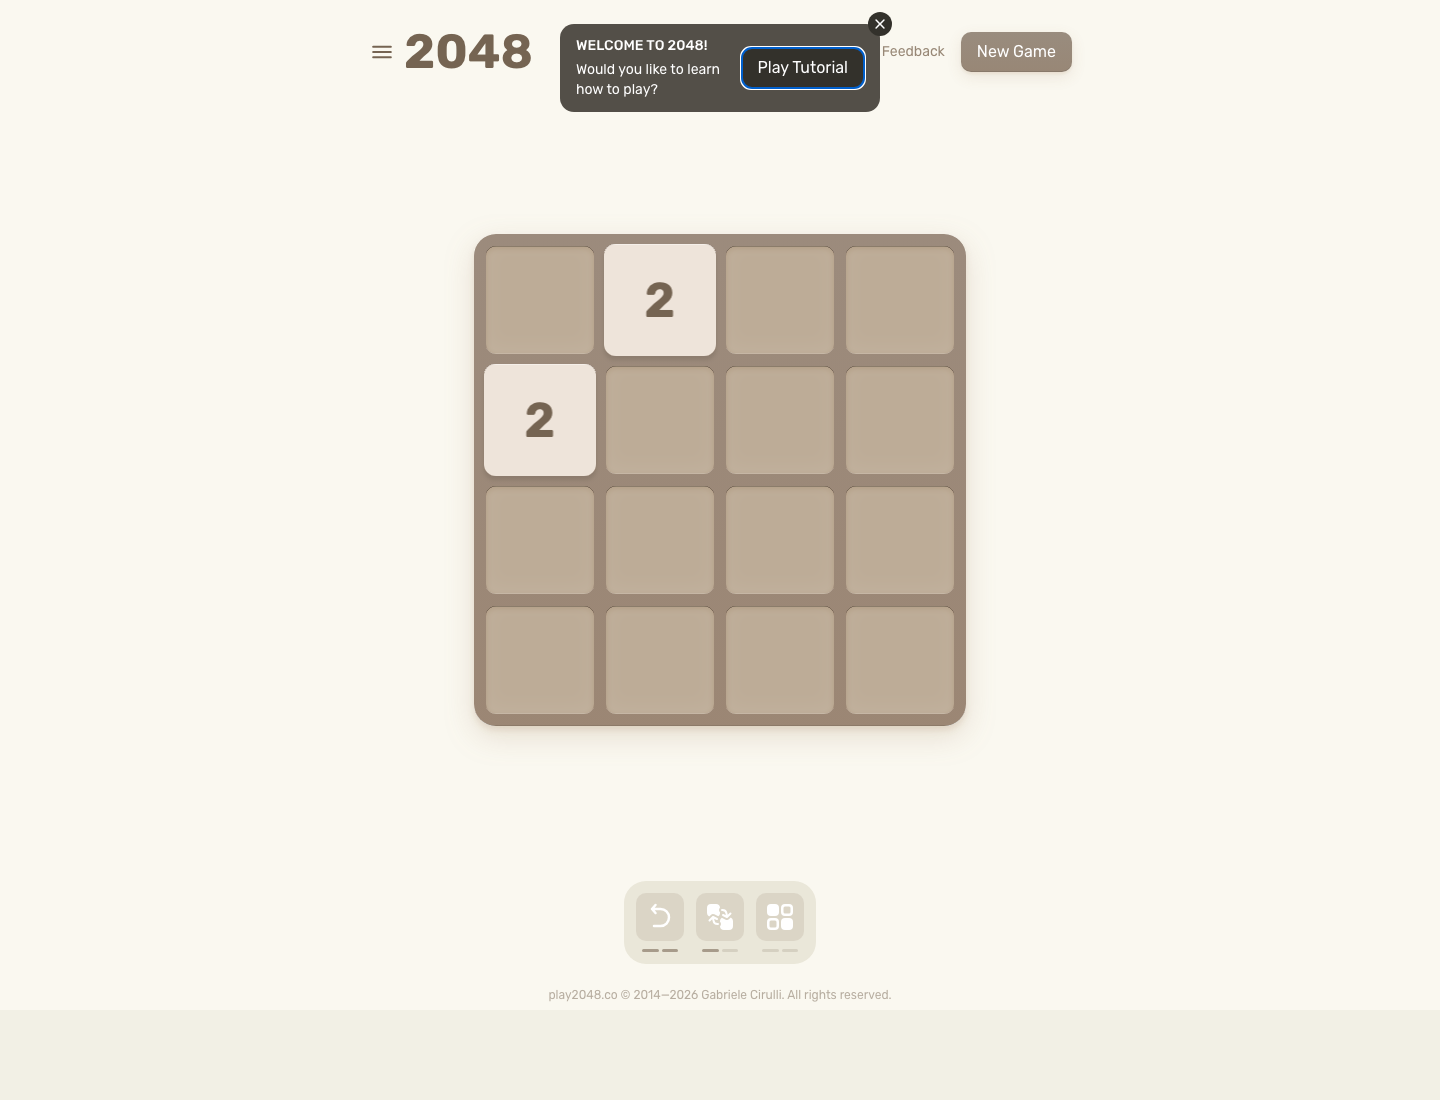 2048
WELCOME TO 2048!
Would you like to learn
how to play?
Play Tutorial
Feedback
New Game
2
2
play2048.co © 2014—2026 Gabriele Cirulli. All rights reserved.